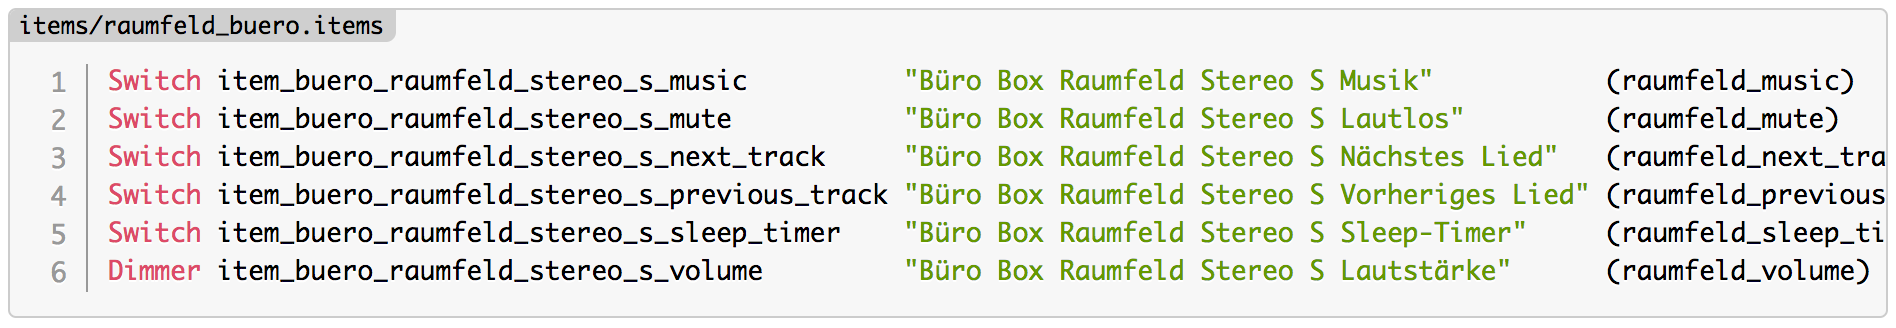 items/raumfeld_buero.items
1 Switch item_buero_raumfeld_stereo_s_music "Büro Box Raumfeld Stereo S Musik" (raumfeld_music)
2 Switch item_buero_raumfeld_stereo_s_mute "Büro Box Raumfeld Stereo S Lautlos" (raumfeld_mute)
3 Switch item_buero_raumfeld_stereo_s_next_track "Büro Box Raumfeld Stereo S Nächstes Lied" (raumfeld_next_tra
4 Switch item_buero_raumfeld_stereo_s_previous_track "Büro Box Raumfeld Stereo S Vorheriges Lied" (raumfeld_previous
5 Switch item_buero_raumfeld_stereo_s_sleep_timer "Büro Box Raumfeld Stereo S Sleep-Timer" (raumfeld_sleep_ti
6 Dimmer item_buero_raumfeld_stereo_s_volume "Büro Box Raumfeld Stereo S Lautstärke" (raumfeld_volume)